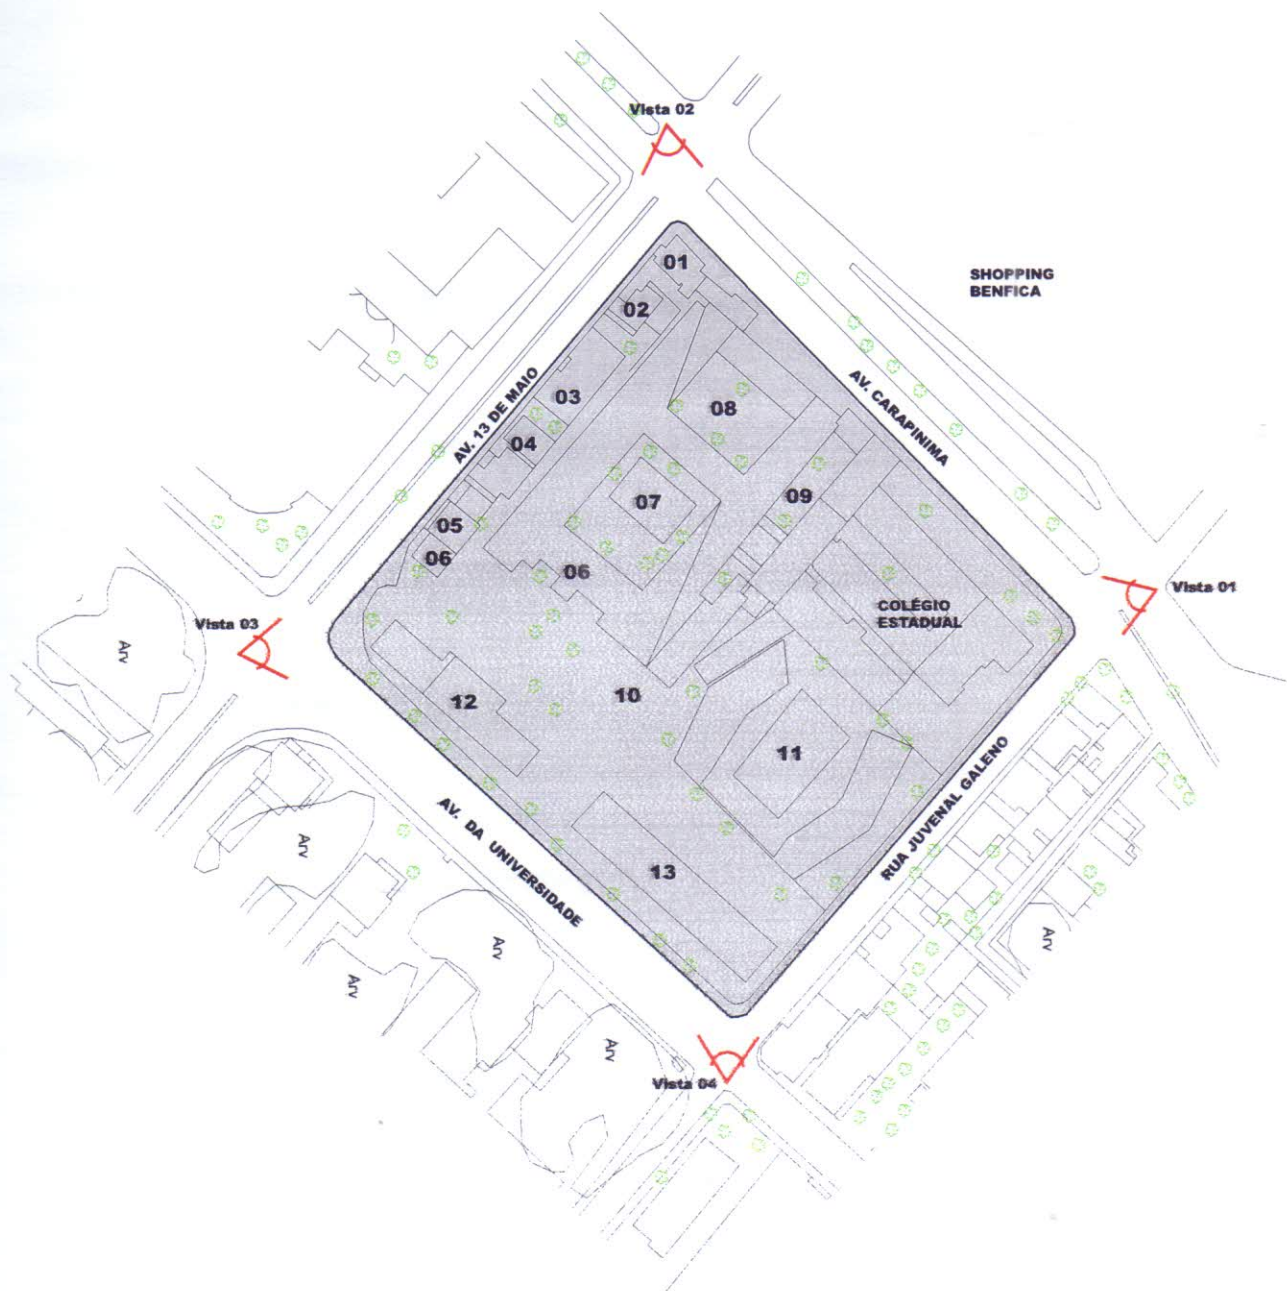 Vista 02
01
SHOPPING
BENFICA
02
AV. 13 DE MAIO
03
AV. CARAPINIMA
08
04
07
09
05
06
06
Vista 01
COLÉGIO
ESTADUAL
Vista 03
Arv
12
10
11
RUA JUVENAL GALENO
AV. DA UNIVERSIDADE
Arv
13
Arv
Arv
Arv
Arv
Vista 04